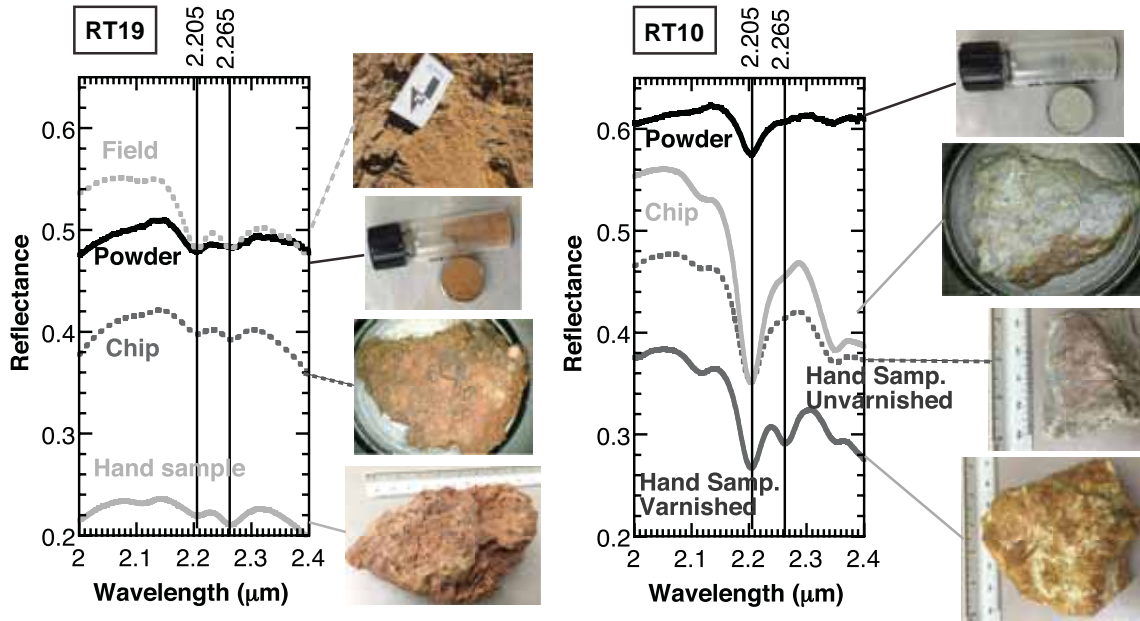 RT19
2.205
2.265
Reflectance
0.6
0.5
0.4
0.3
0.2
Field
Powder
Chip
Hand sample
2
2.1
2.2
2.3
2.4
Wavelength (μm)
RT10
2.205
2.265
Reflectance
0.6
0.5
0.4
0.3
0.2
Powder
Chip
Hand Samp.
Unvarnished
Hand Samp.
Varnished
2
2.1
2.2
2.3
2.4
Wavelength (μm)